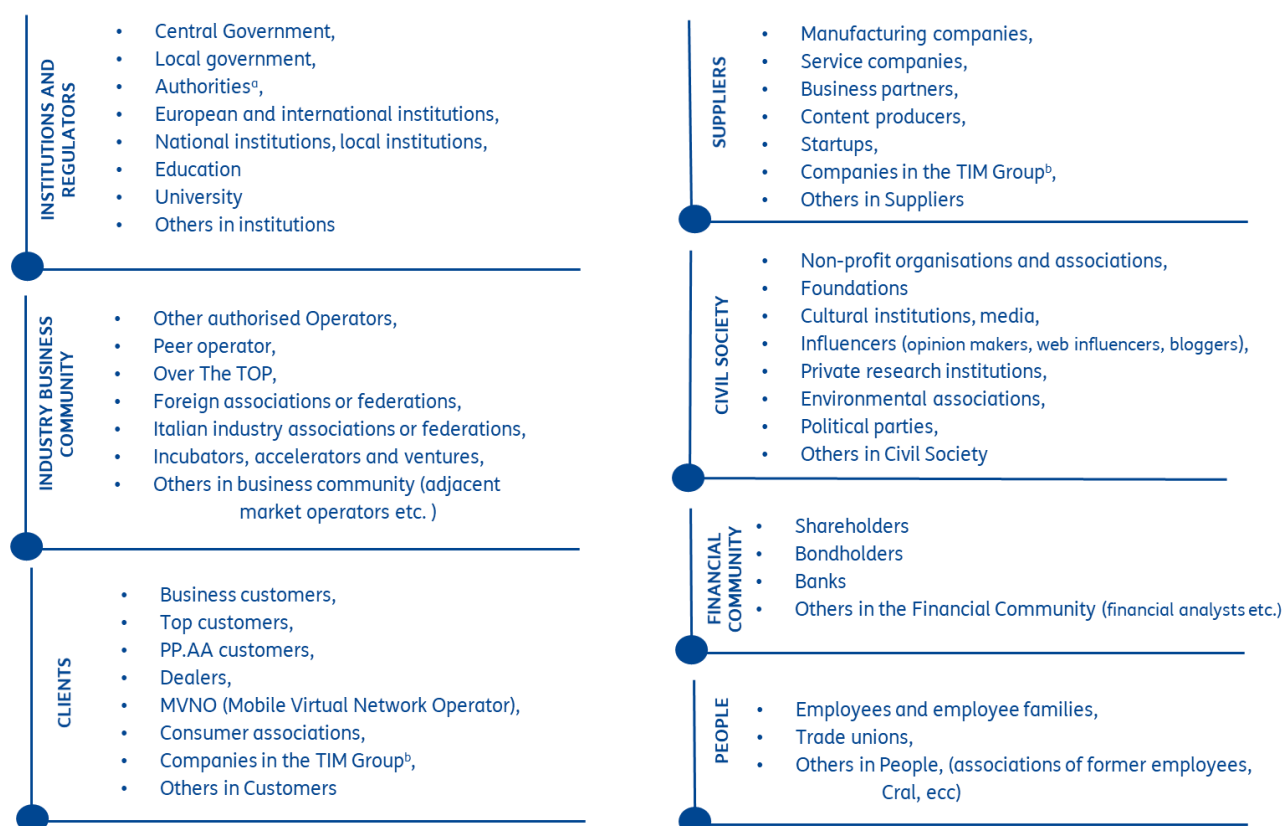 INSTITUTIONS AND
REGULATORS
• Central Government,
• Local government,
• Authoritiesᵃ,
• European and international institutions,
• National institutions, local institutions,
• Education
• University
• Others in institutions
INDUSTRY BUSINESS
COMMUNITY
• Other authorised Operators,
• Peer operator,
• Over The TOP,
• Foreign associations or federations,
• Italian industry associations or federations,
• Incubators, accelerators and ventures,
• Others in business community (adjacent
market operators etc. )
CLIENTS
• Business customers,
• Top customers,
• PP.AA customers,
• Dealers,
• MVNO (Mobile Virtual Network Operator),
• Consumer associations,
• Companies in the TIM Groupᵇ,
• Others in Customers
SUPPLIERS
• Manufacturing companies,
• Service companies,
• Business partners,
• Content producers,
• Startups,
• Companies in the TIM Groupᵇ,
• Others in Suppliers
CIVIL SOCIETY
• Non-profit organisations and associations,
• Foundations
• Cultural institutions, media,
• Influencers (opinion makers, web influencers, bloggers),
• Private research institutions,
• Environmental associations,
• Political parties,
• Others in Civil Society
FINANCIAL
COMMUNITY
• Shareholders
• Bondholders
• Banks
• Others in the Financial Community (financial analysts etc.)
PEOPLE
• Employees and employee families,
• Trade unions,
• Others in People, (associations of former employees,
Cral, ecc)